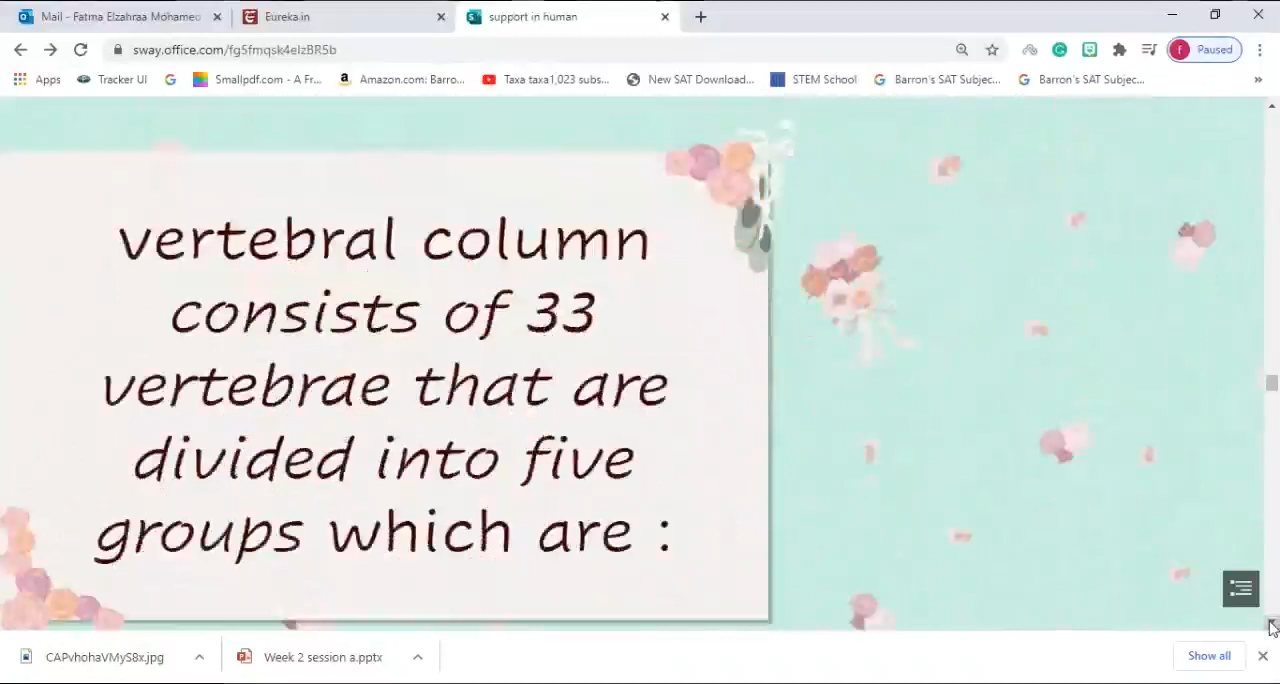 Mail - Fatma Elzahraa Mohamed
Eureka.in
support in human
sway.office.com/fg5fmqsk4elzBR5b
f Paused
Apps
Tracker UI
Smallpdf.com - A Fr...
Amazon.com: Barro...
Taxa taxa1,023 subs...
New SAT Download...
STEM School
Barron's SAT Subjec...
Barron's SAT Subjec...
vertebral column
consists of 33
vertebrae that are
divided into five
groups which are :
CAPvhohaVMyS8x.jpg
Week 2 session a.pptx
Show all